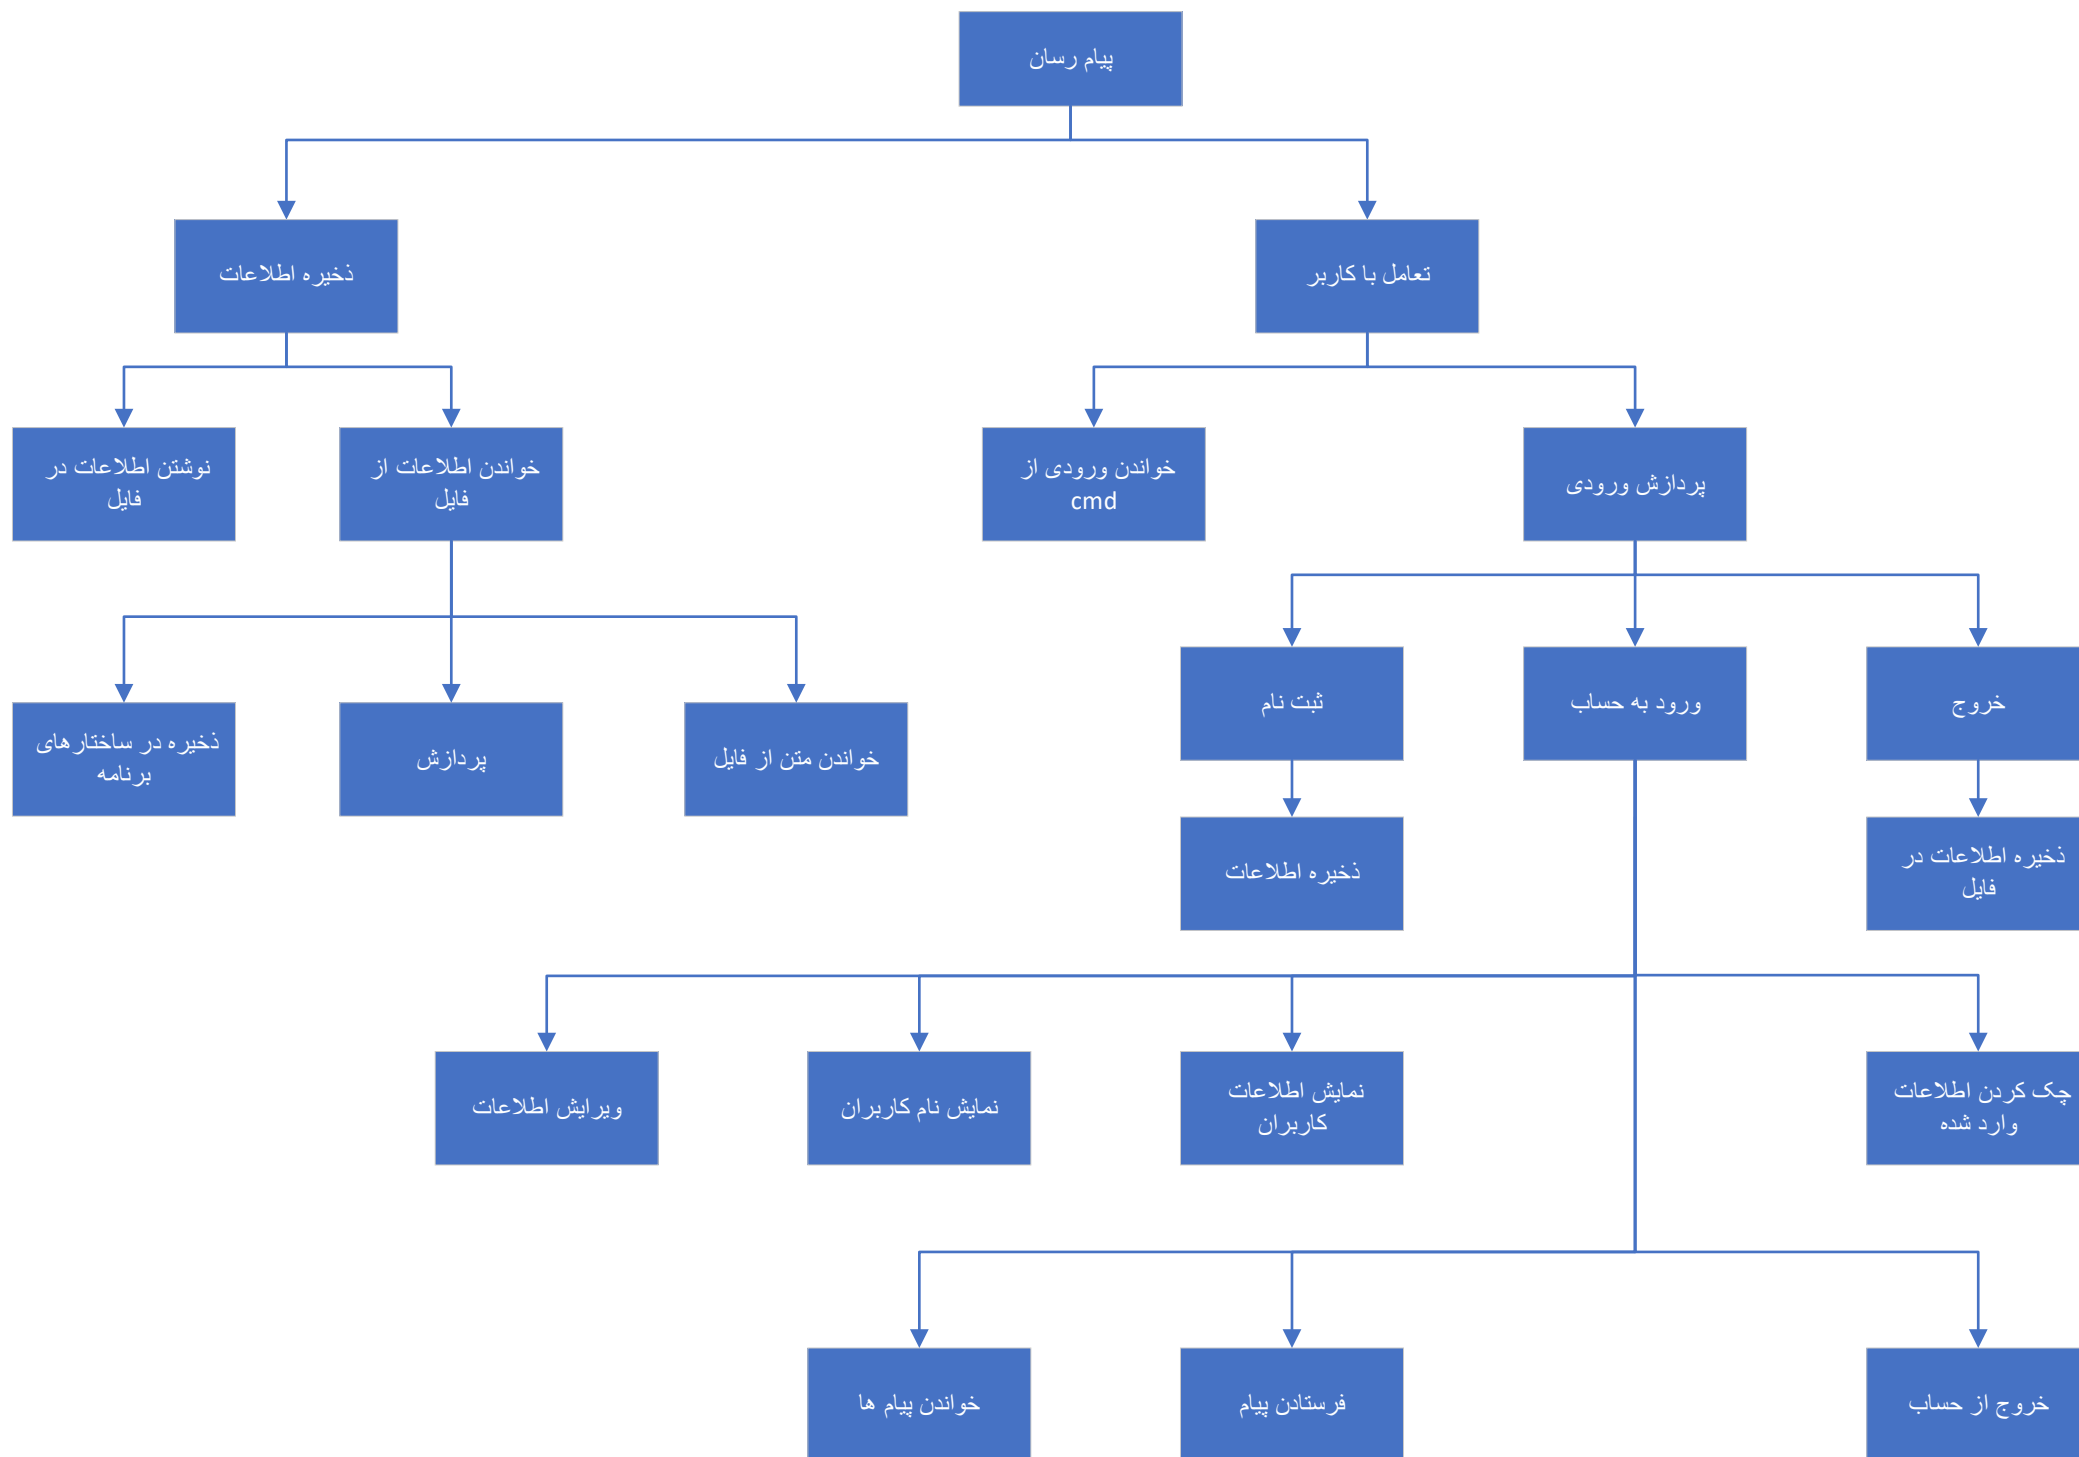 پیام رسان
تعامل با کاربر
ذخیره اطلاعات
پردازش ورودی
خواندن ورودی از
cmd
خواندن اطلاعات از
فایل
نوشتن اطلاعات در
فایل
خروج
ورود به حساب
ثبت نام
خواندن متن از فایل
پردازش
ذخیره در ساختارهای
برنامه
ذخیره اطلاعات در
فایل
ذخیره اطلاعات
چک کردن اطلاعات
وارد شده
نمایش اطلاعات
کاربران
نمایش نام کاربران
ویرایش اطلاعات
خروج از حساب
فرستادن پیام
خواندن پیام ها